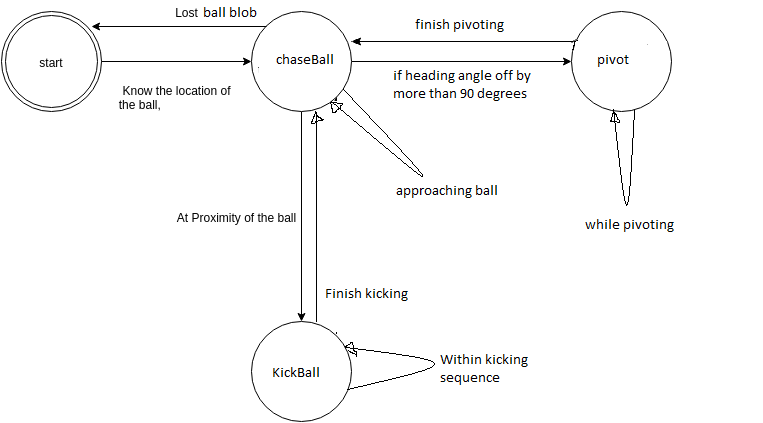 Lost ball blob
finish pivoting
start
chaseBall
pivot
if heading angle off by
more than 90 degrees
Know the location of
the ball,
approaching ball
while pivoting
At Proximity of the ball
Finish kicking
KickBall
Within kicking
sequence